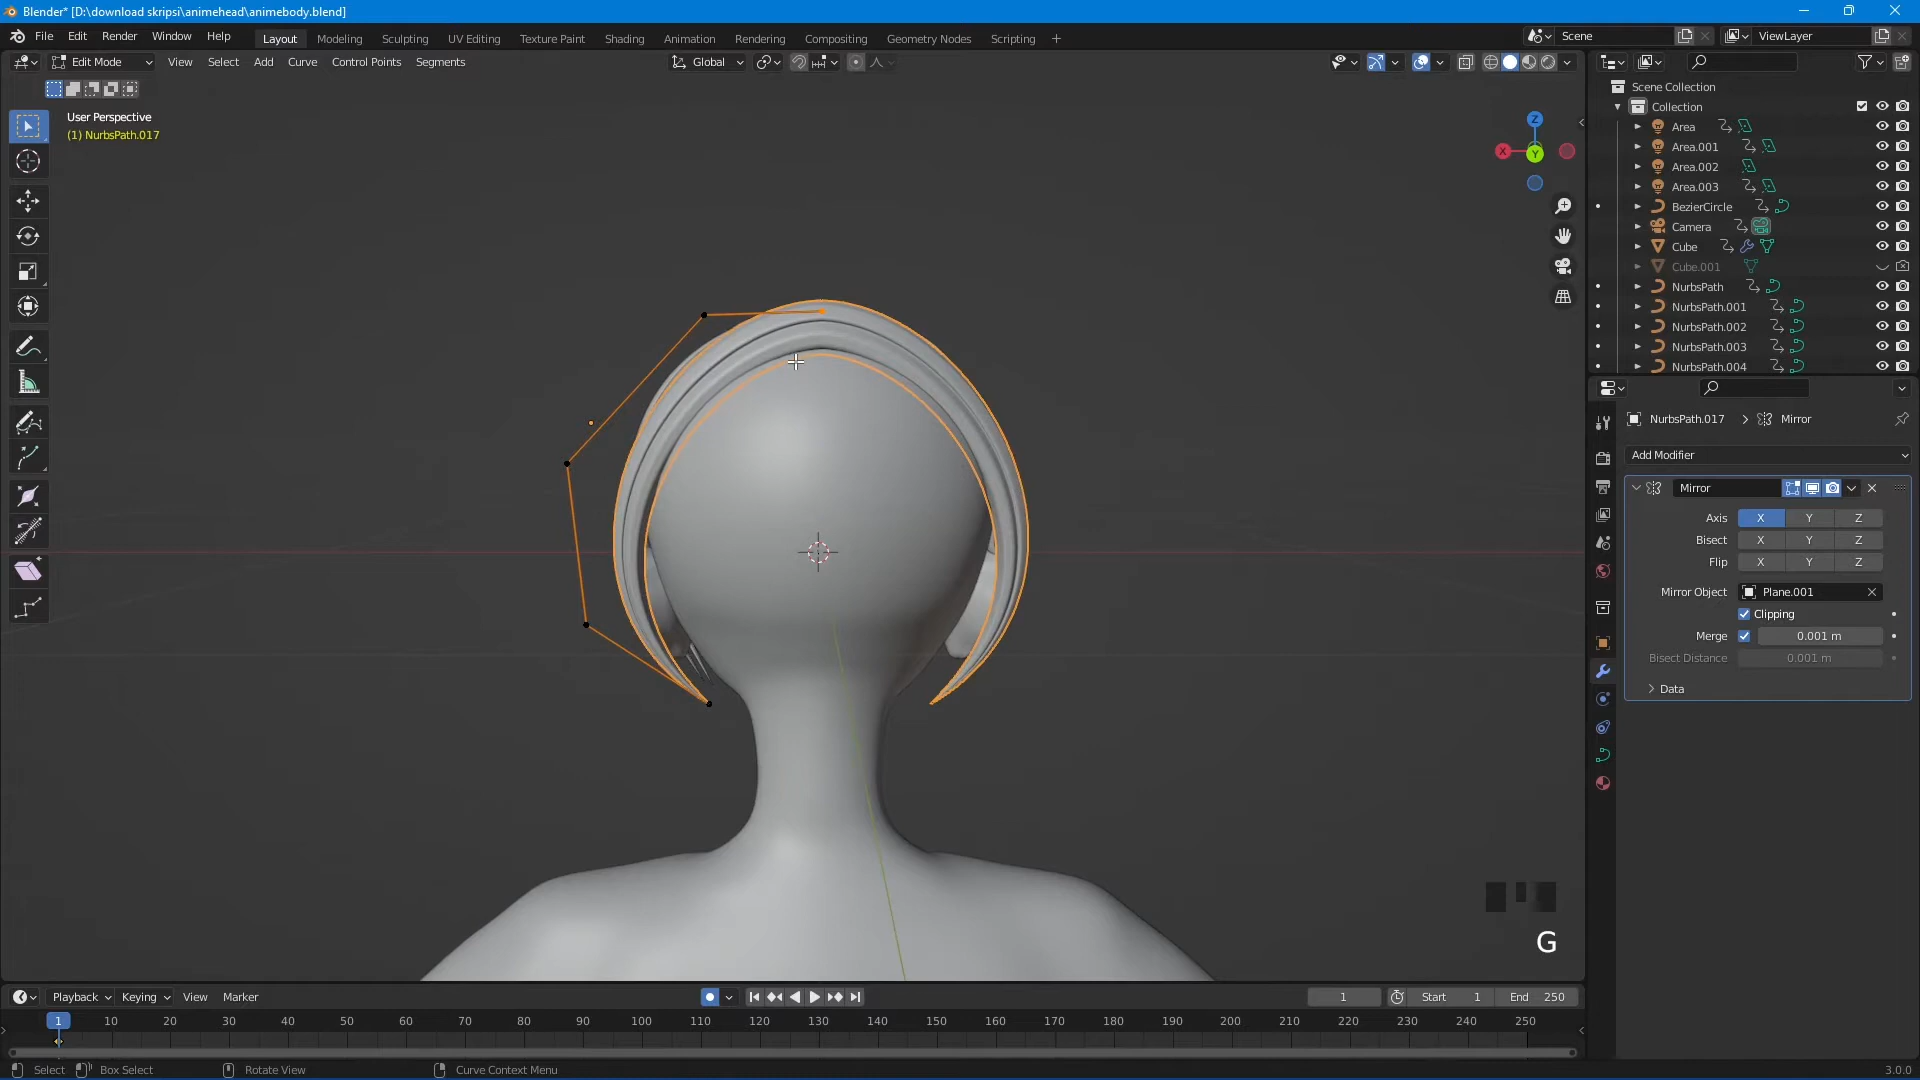 Blender* [D:\download skripsi\animehead\animebody.blend]
File Edit Render Window Help Layout Modeling Sculpting UV Editing Texture Paint Shading Animation Rendering Compositing Geometry Nodes Scripting + Scene ViewLayer
Edit Mode View Select Add Curve Control Points Segments Global
User Perspective
(1) NurbsPath.017
Z
X
Y
Scene Collection
Collection
Area
Area.001
Area.002
Area.003
BezierCircle
Camera
Cube
Cube.001
NurbsPath
NurbsPath.001
NurbsPath.002
NurbsPath.003
NurbsPath.004
NurbsPath.017 > Mirror
Add Modifier
Mirror
Axis X Y Z
Bisect X Y Z
Flip X Y Z
Mirror Object Plane.001
Clipping
Merge 0.001 m
Bisect Distance 0.001 m
Data
G
Playback Keying View Marker 1 Start 1 End 250
1 10 20 30 40 50 60 70 80 90 100 110 120 130 140 150 160 170 180 190 200 210 220 230 240 250
Select Box Select Rotate View Curve Context Menu 3.0.0